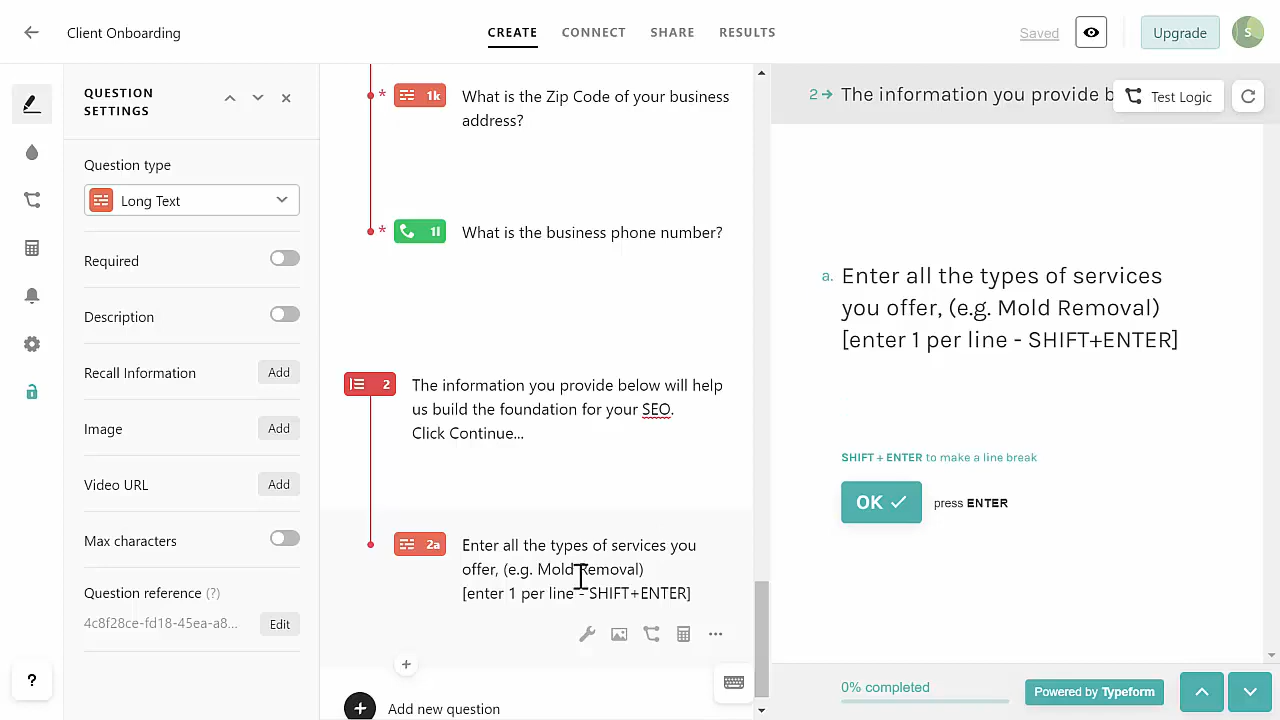 Client Onboarding
CREATE
CONNECT
SHARE
RESULTS
Saved
Upgrade
S
QUESTION
SETTINGS
Question type
Long Text
Required
Description
Recall Information
Add
Image
Add
Video URL
Add
Max characters
Question reference (?)
4c8f28ce-fd18-45ea-a8...
Edit
?
* 1k What is the Zip Code of your business
address?
* 1l What is the business phone number?
2 The information you provide below will help
us build the foundation for your SEO.
Click Continue...
2a Enter all the types of services you
offer, (e.g. Mold Removal)
[enter 1 per line - SHIFT+ENTER]
Add new question
2 → The information you provide b
Test Logic
a. Enter all the types of services
you offer, (e.g. Mold Removal)
[enter 1 per line - SHIFT+ENTER]
SHIFT + ENTER to make a line break
OK
press ENTER
0% completed
Powered by Typeform